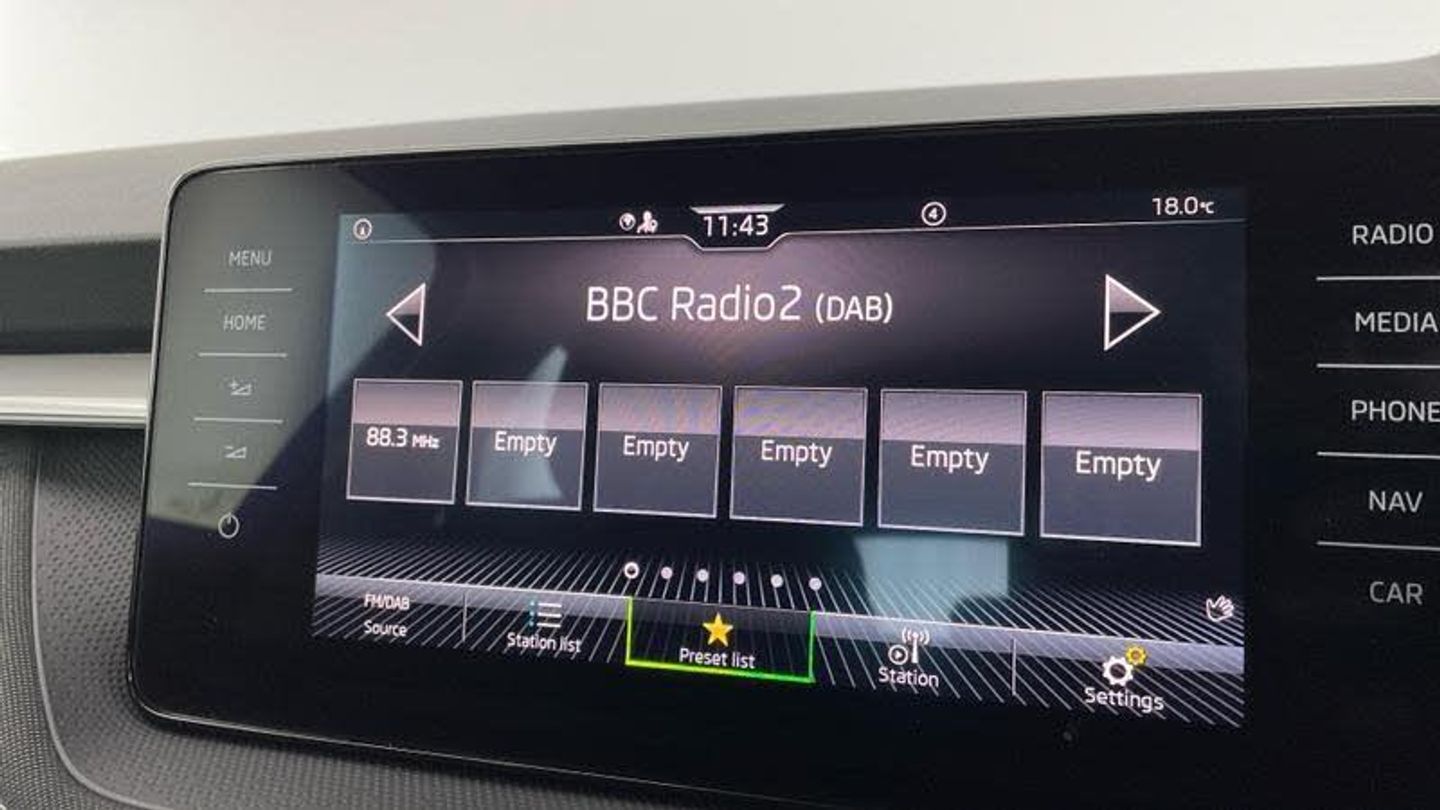 MENU
HOME
11:43
4
18.0°C
BBC Radio2 (DAB)
88.3 MHz
Empty
Empty
Empty
Empty
Empty
FM/DAB
Source
Station list
Preset list
Station
Settings
RADIO
MEDIA
PHONE
NAV
CAR